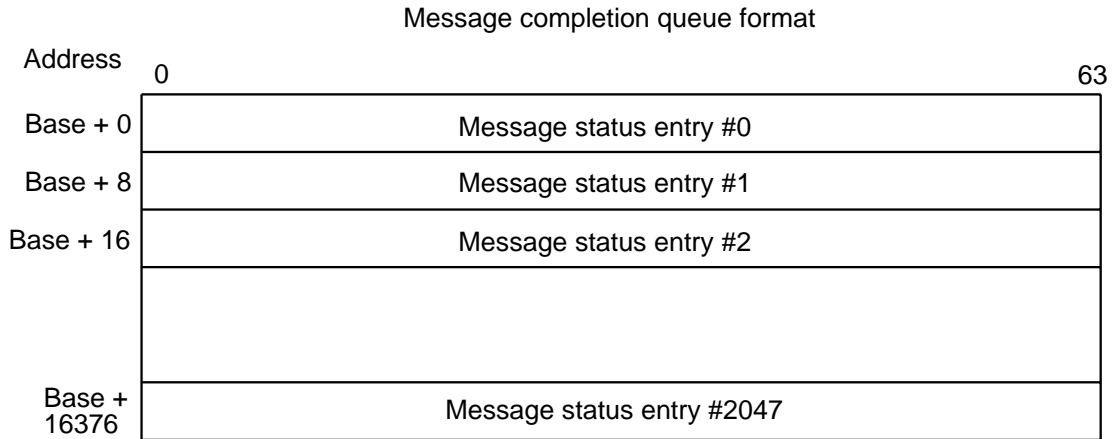 Message completion queue format
Address
0 63
Base + 0 Message status entry #0
Base + 8 Message status entry #1
Base + 16 Message status entry #2
Base +
16376 Message status entry #2047